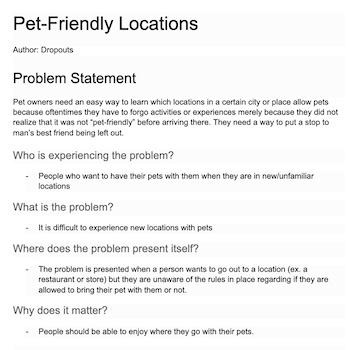 Pet-Friendly Locations
Author: Dropouts
Problem Statement
Pet owners need an easy way to learn which locations in a certain city or place allow pets
because oftentimes they have to forgo activities or experiences merely because they did not
realize that it was not “pet-friendly” before arriving there. They need a way to put a stop to
man’s best friend being left out.
Who is experiencing the problem?
- People who want to have their pets with them when they are in new/unfamiliar
locations
What is the problem?
- It is difficult to experience new locations with pets
Where does the problem present itself?
- The problem is presented when a person wants to go out to a location (ex. a
restaurant or store) but they are unaware of the rules in place regarding if they are
allowed to bring their pet with them or not.
Why does it matter?
- People should be able to enjoy where they go with their pets.